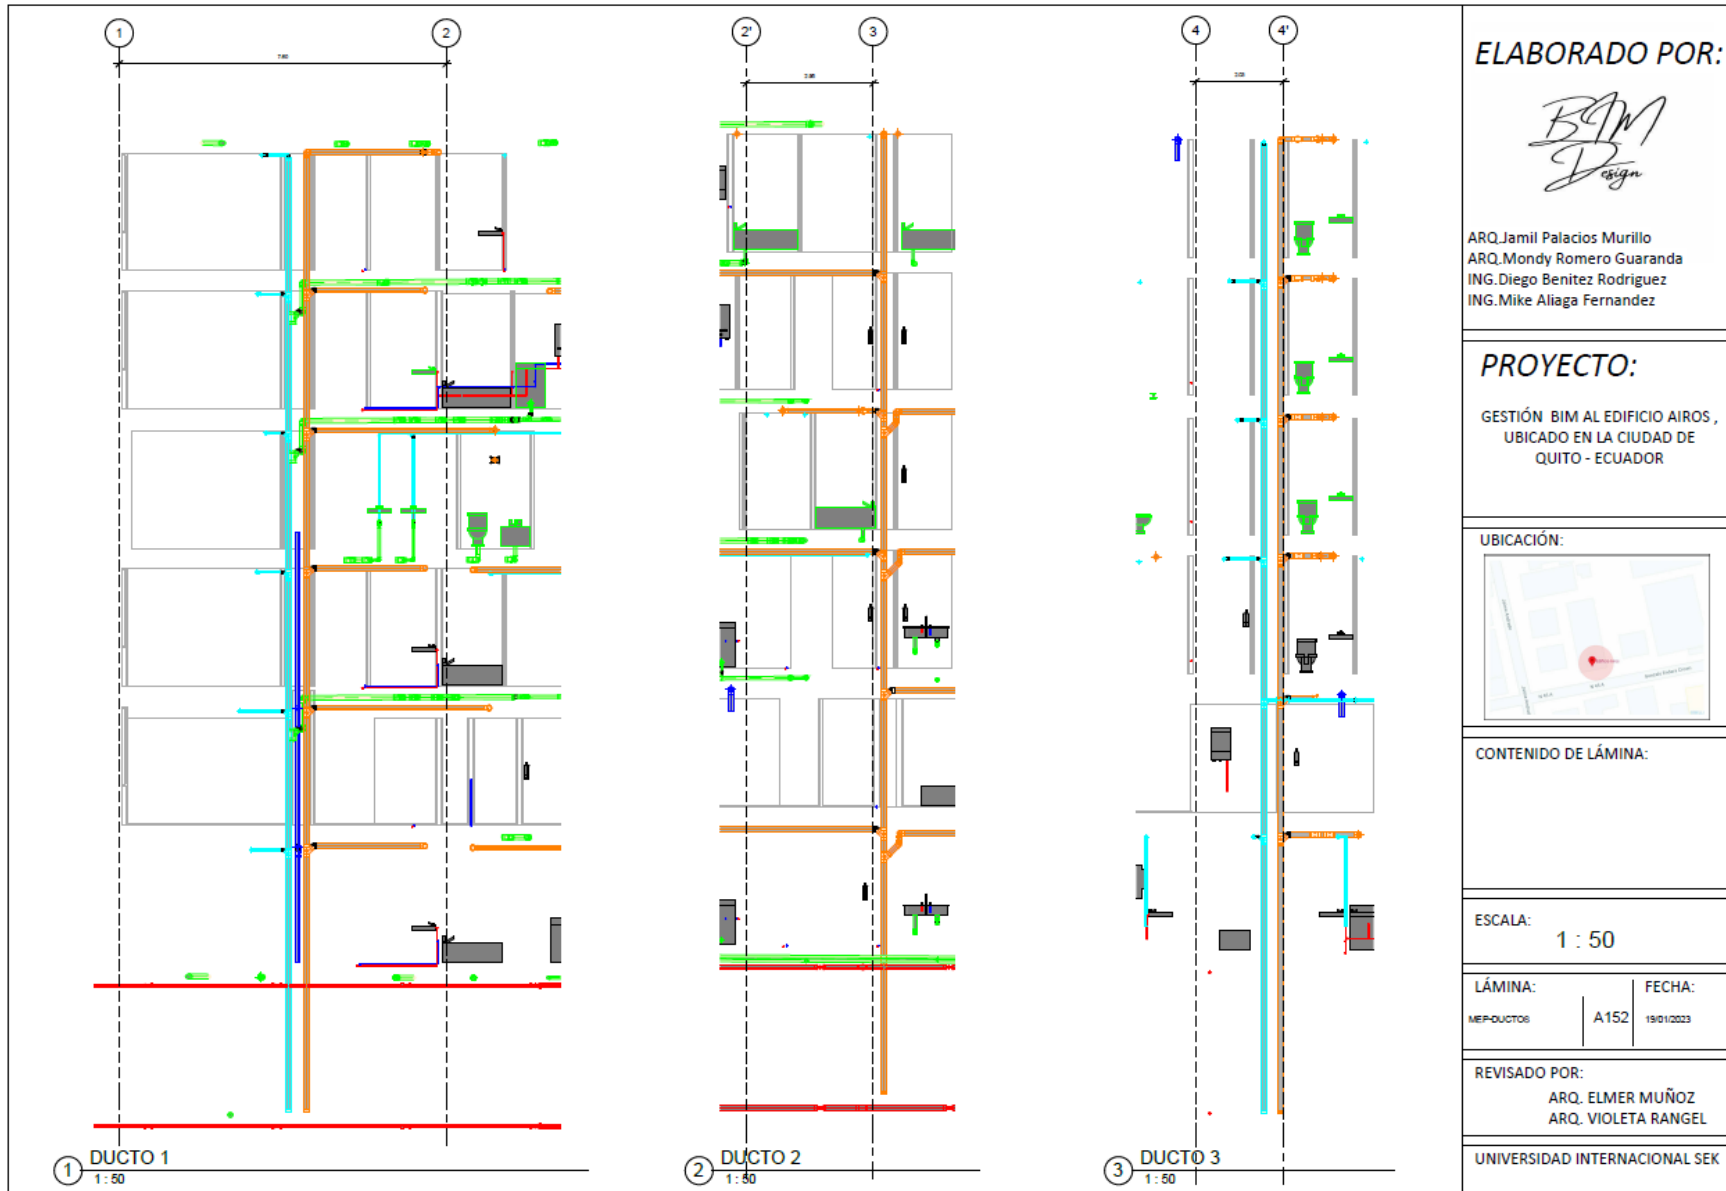 1
2
2'
3
4
4'
7.60
DUCTO 1
1
1 : 50
DUCTO 2
2
1 : 50
DUCTO 3
3
1 : 50
ELABORADO POR:
BIM
Design
ARQ.Jamil Palacios Murillo
ARQ.Mondy Romero Guaranda
ING.Diego Benitez Rodriguez
ING.Mike Aliaga Fernandez
PROYECTO:
GESTIÓN BIM AL EDIFICIO AIROS ,
UBICADO EN LA CIUDAD DE
QUITO - ECUADOR
UBICACIÓN:
CONTENIDO DE LÁMINA:
ESCALA:
1 : 50
LÁMINA:
FECHA:
MEP-DUCTOS
A152
19/01/2023
REVISADO POR:
ARQ. ELMER MUÑOZ
ARQ. VIOLETA RANGEL
UNIVERSIDAD INTERNACIONAL SEK